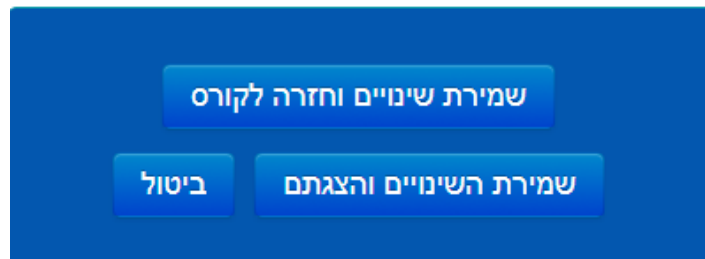 שמירת שינויים וחזרה לקורס
שמירת השינויים והצגתם
ביטול